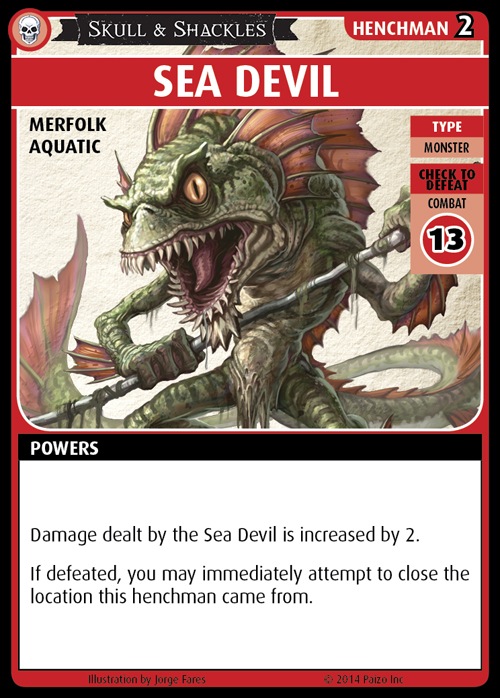 SKULL & SHACKLES
HENCHMAN 2
SEA DEVIL
MERFOLK
AQUATIC
TYPE
MONSTER
CHECK TO
DEFEAT
COMBAT
13
POWERS
Damage dealt by the Sea Devil is increased by 2.
If defeated, you may immediately attempt to close the
location this henchman came from.
Illustration by Jorge Fares
© 2014 Paizo Inc